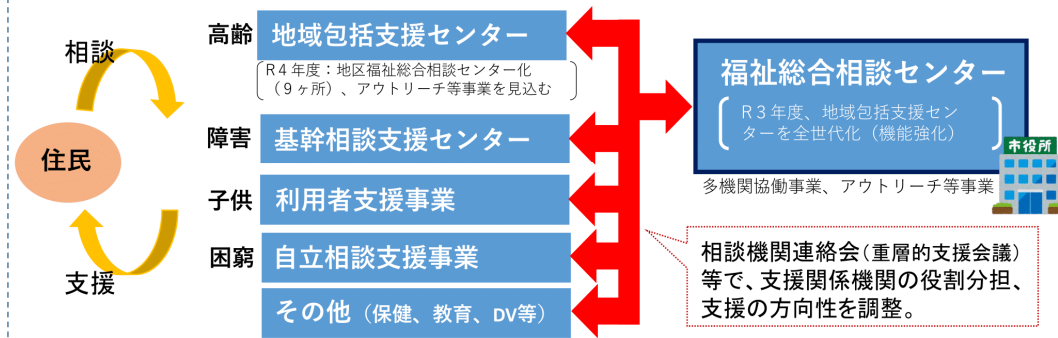 相談
住民
支援
高齢 地域包括支援センター
R4年度：地区福祉総合相談センター化
（9ヶ所）、アウトリーチ等事業を見込む
障害 基幹相談支援センター
子供 利用者支援事業
困窮 自立相談支援事業
その他（保健、教育、DV等）
福祉総合相談センター
R3年度、地域包括支援セン
ターを全世代化（機能強化）
市役所
多機関協働事業、アウトリーチ等事業
相談機関連絡会（重層的支援会議）
等で、支援関係機関の役割分担、
支援の方向性を調整。